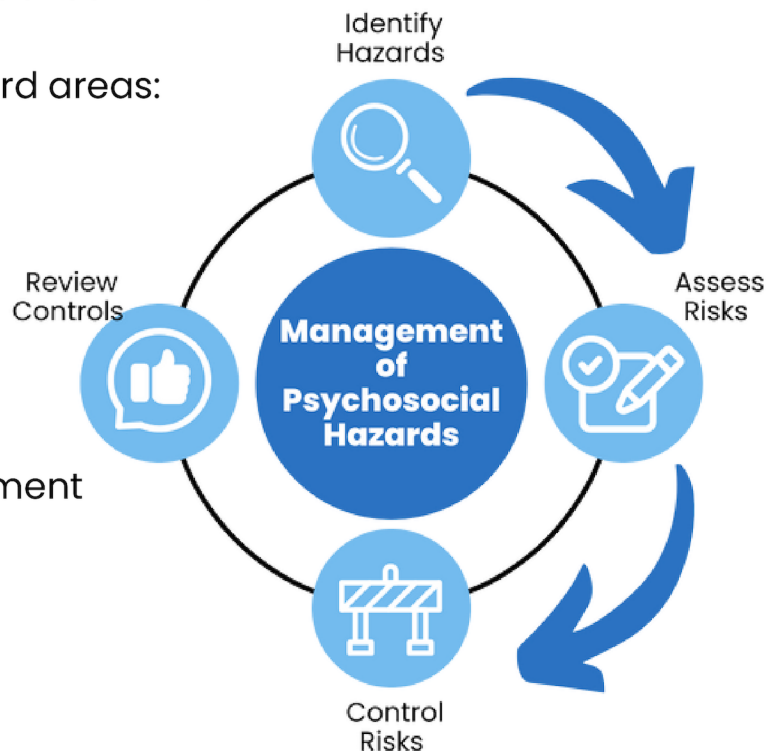 Identify
Hazards
rd areas:
Review
Controls
Assess
Risks
Management
of
Psychosocial
Hazards
ment
Control
Risks